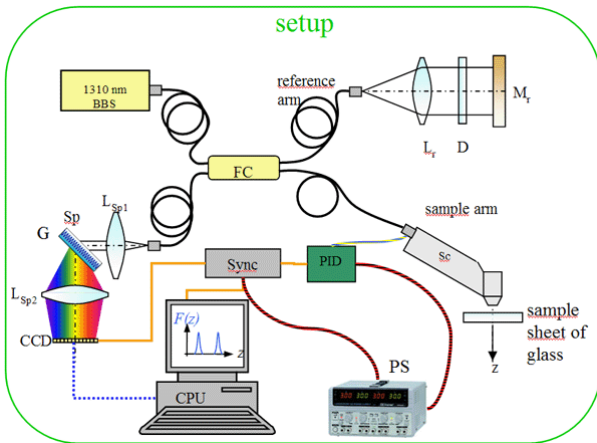 setup
1310 nm
BBS
reference
arm
Mr
Lr
D
FC
LSp1
Sp
G
sample arm
Sc
Sync
PID
LSp2
F(z)
z
CCD
CPU
PS
sample
sheet of
glass
z